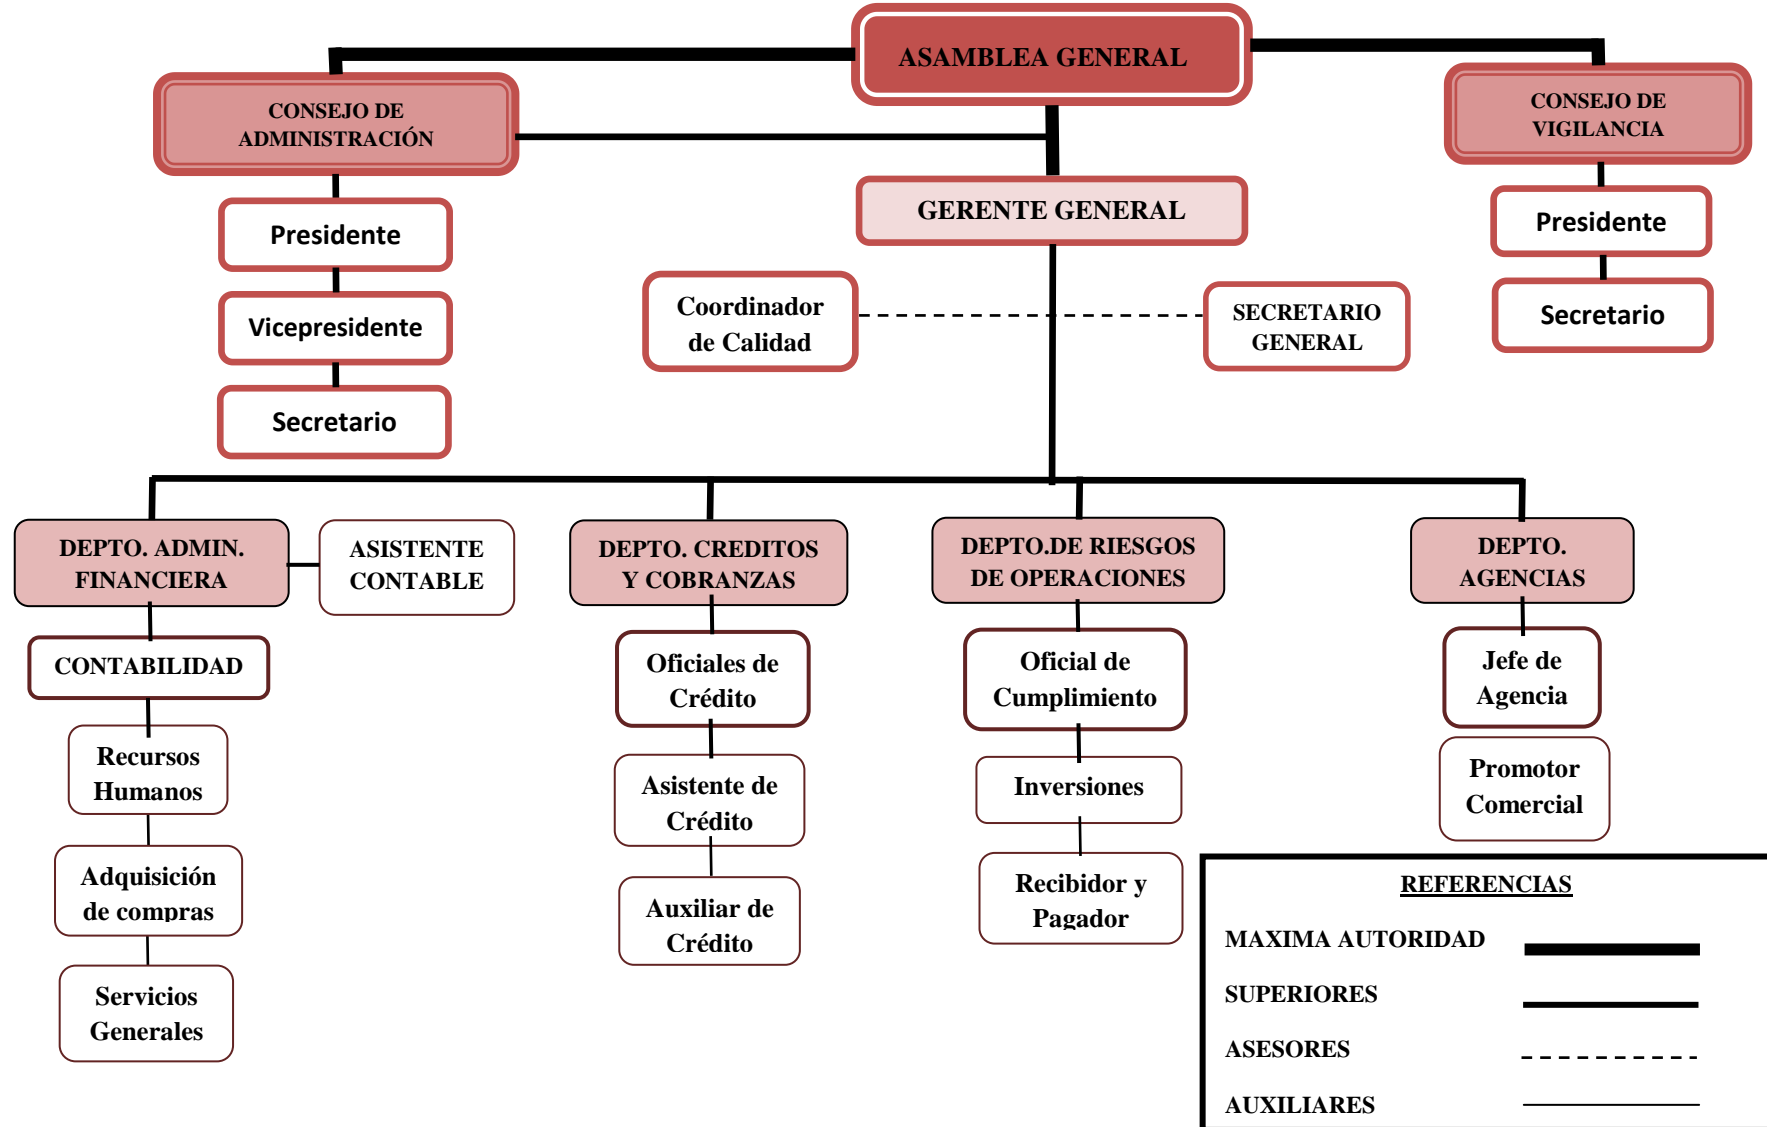 ASAMBLEA GENERAL
CONSEJO DE
ADMINISTRACIÓN
CONSEJO DE
VIGILANCIA
GERENTE GENERAL
Presidente
Vicepresidente
Secretario
Presidente
Secretario
Coordinador
de Calidad
SECRETARIO
GENERAL
DEPTO. ADMIN.
FINANCIERA
ASISTENTE
CONTABLE
DEPTO. CREDITOS
Y COBRANZAS
DEPTO.DE RIESGOS
DE OPERACIONES
DEPTO.
AGENCIAS
CONTABILIDAD
Recursos
Humanos
Adquisición
de compras
Servicios
Generales
Oficiales de
Crédito
Asistente de
Crédito
Auxiliar de
Crédito
Oficial de
Cumplimiento
Inversiones
Recibidor y
Pagador
Jefe de
Agencia
Promotor
Comercial
REFERENCIAS
MAXIMA AUTORIDAD
SUPERIORES
ASESORES
AUXILIARES